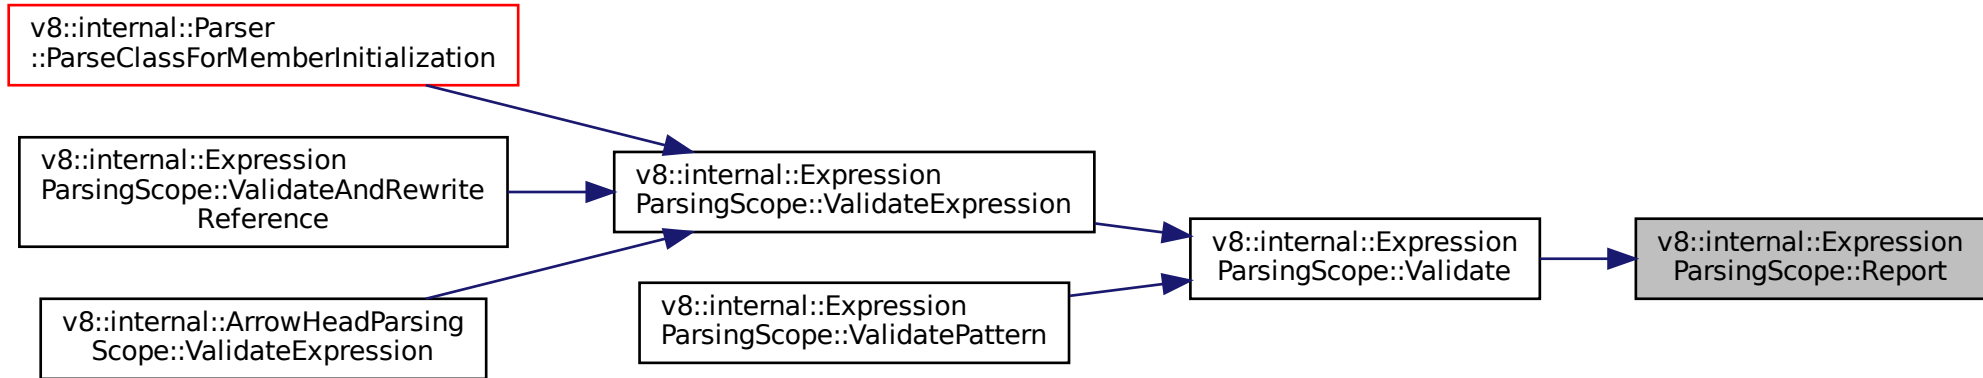 v8::internal::Parser
::ParseClassForMemberInitialization
v8::internal::Expression
ParsingScope::ValidateAndRewrite
Reference
v8::internal::ArrowHeadParsing
Scope::ValidateExpression
v8::internal::Expression
ParsingScope::ValidateExpression
v8::internal::Expression
ParsingScope::ValidatePattern
v8::internal::Expression
ParsingScope::Validate
v8::internal::Expression
ParsingScope::Report